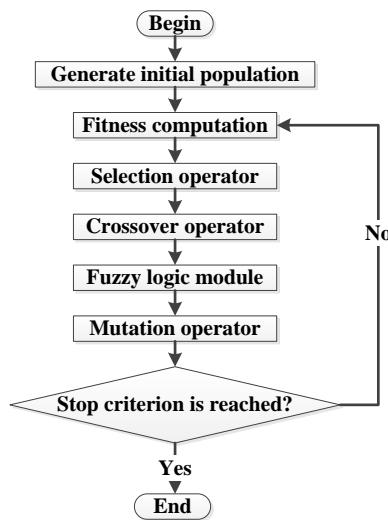 Begin
Generate initial population
Fitness computation
Selection operator
Crossover operator
Fuzzy logic module
Mutation operator
Stop criterion is reached?
No
Yes
End